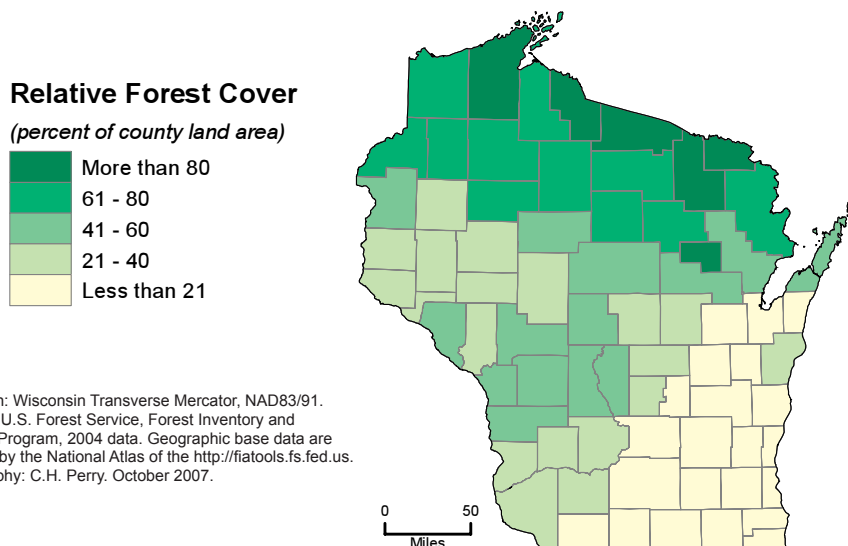 Relative Forest Cover
(percent of county land area)
More than 80
61 - 80
41 - 60
21 - 40
Less than 21
n: Wisconsin Transverse Mercator, NAD83/91.
U.S. Forest Service, Forest Inventory and
Program, 2004 data. Geographic base data are
by the National Atlas of the http://fiatools.fs.fed.us.
phy: C.H. Perry. October 2007.
0 50
Miles